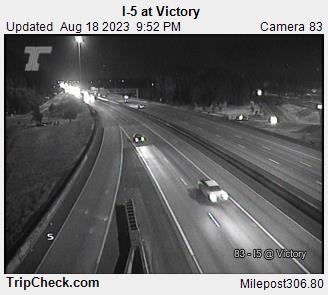 I-5 at Victory
Updated Aug 18 2023 9:52 PM Camera 83
T
S
83 - I5 @ Victory
TripCheck.com Milepost306.80